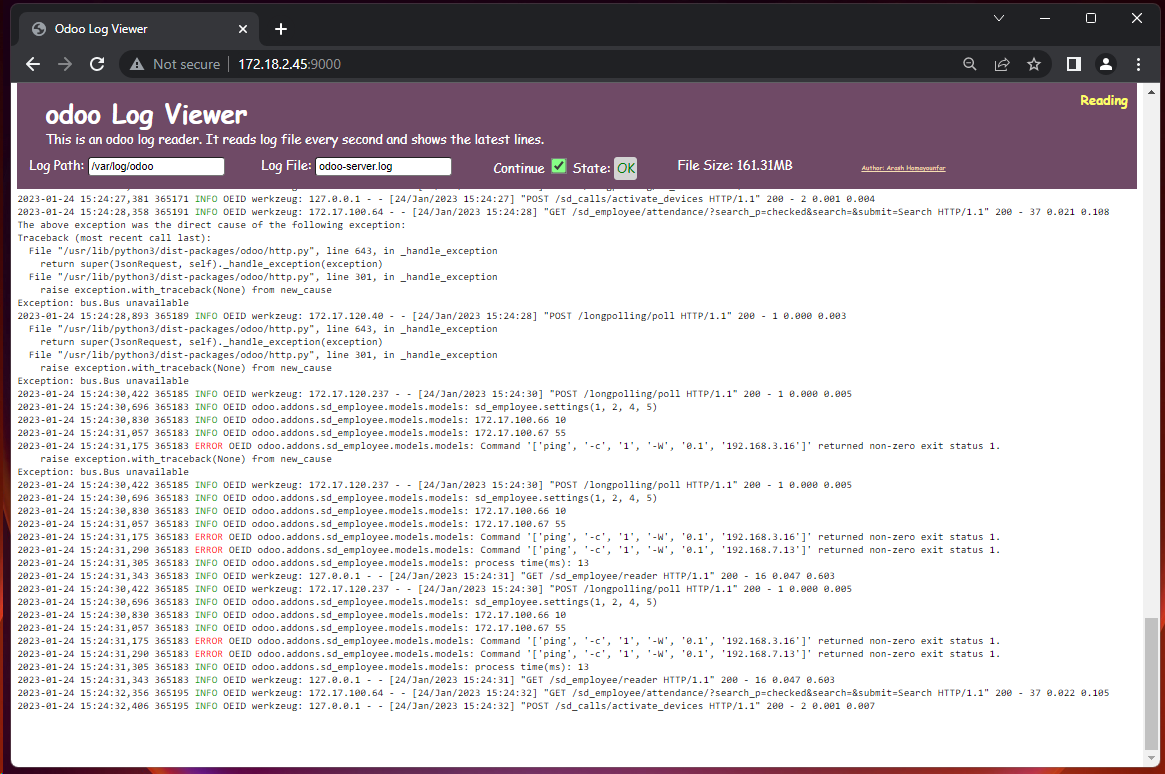 Odoo Log Viewer
Not secure
172.18.2.45:9000
Reading
odoo Log Viewer
This is an odoo log reader. It reads log file every second and shows the latest lines.
Log Path: /var/log/odoo Log File: odoo-server.log Continue State: OK File Size: 161.31MB Author: Arash Homayounfar
2023-01-24 15:24:27,381 365171 INFO OEID werkzeug: 127.0.0.1 - - [24/Jan/2023 15:24:27] "POST /sd_calls/activate_devices HTTP/1.1" 200 - 2 0.001 0.004
2023-01-24 15:24:28,358 365191 INFO OEID werkzeug: 172.17.100.64 - - [24/Jan/2023 15:24:28] "GET /sd_employee/attendance/?search_p=checked&search=&submit=Search HTTP/1.1" 200 - 37 0.021 0.108
The above exception was the direct cause of the following exception:
Traceback (most recent call last):
File "/usr/lib/python3/dist-packages/odoo/http.py", line 643, in _handle_exception
return super(JsonRequest, self)._handle_exception(exception)
File "/usr/lib/python3/dist-packages/odoo/http.py", line 301, in _handle_exception
raise exception.with_traceback(None) from new_cause
Exception: bus.Bus unavailable
2023-01-24 15:24:28,893 365189 INFO OEID werkzeug: 172.17.120.40 - - [24/Jan/2023 15:24:28] "POST /longpolling/poll HTTP/1.1" 200 - 1 0.000 0.003
File "/usr/lib/python3/dist-packages/odoo/http.py", line 643, in _handle_exception
return super(JsonRequest, self)._handle_exception(exception)
File "/usr/lib/python3/dist-packages/odoo/http.py", line 301, in _handle_exception
raise exception.with_traceback(None) from new_cause
Exception: bus.Bus unavailable
2023-01-24 15:24:30,422 365185 INFO OEID werkzeug: 172.17.120.237 - - [24/Jan/2023 15:24:30] "POST /longpolling/poll HTTP/1.1" 200 - 1 0.000 0.005
2023-01-24 15:24:30,696 365183 INFO OEID odoo.addons.sd_employee.models.models: sd_employee.settings(1, 2, 4, 5)
2023-01-24 15:24:30,830 365183 INFO OEID odoo.addons.sd_employee.models.models: 172.17.100.66 10
2023-01-24 15:24:31,057 365183 INFO OEID odoo.addons.sd_employee.models.models: 172.17.100.67 55
2023-01-24 15:24:31,175 365183 ERROR OEID odoo.addons.sd_employee.models.models: Command '['ping', '-c', '1', '-W', '0.1', '192.168.3.16']' returned non-zero exit status 1.
raise exception.with_traceback(None) from new_cause
Exception: bus.Bus unavailable
2023-01-24 15:24:30,422 365185 INFO OEID werkzeug: 172.17.120.237 - - [24/Jan/2023 15:24:30] "POST /longpolling/poll HTTP/1.1" 200 - 1 0.000 0.005
2023-01-24 15:24:30,696 365183 INFO OEID odoo.addons.sd_employee.models.models: sd_employee.settings(1, 2, 4, 5)
2023-01-24 15:24:30,830 365183 INFO OEID odoo.addons.sd_employee.models.models: 172.17.100.66 10
2023-01-24 15:24:31,057 365183 INFO OEID odoo.addons.sd_employee.models.models: 172.17.100.67 55
2023-01-24 15:24:31,175 365183 ERROR OEID odoo.addons.sd_employee.models.models: Command '['ping', '-c', '1', '-W', '0.1', '192.168.3.16']' returned non-zero exit status 1.
2023-01-24 15:24:31,290 365183 ERROR OEID odoo.addons.sd_employee.models.models: Command '['ping', '-c', '1', '-W', '0.1', '192.168.7.13']' returned non-zero exit status 1.
2023-01-24 15:24:31,305 365183 INFO OEID odoo.addons.sd_employee.models.models: process time(ms): 13
2023-01-24 15:24:31,343 365183 INFO OEID werkzeug: 127.0.0.1 - - [24/Jan/2023 15:24:31] "GET /sd_employee/reader HTTP/1.1" 200 - 16 0.047 0.603
2023-01-24 15:24:30,422 365185 INFO OEID werkzeug: 172.17.120.237 - - [24/Jan/2023 15:24:30] "POST /longpolling/poll HTTP/1.1" 200 - 1 0.000 0.005
2023-01-24 15:24:30,696 365183 INFO OEID odoo.addons.sd_employee.models.models: sd_employee.settings(1, 2, 4, 5)
2023-01-24 15:24:30,830 365183 INFO OEID odoo.addons.sd_employee.models.models: 172.17.100.66 10
2023-01-24 15:24:31,057 365183 INFO OEID odoo.addons.sd_employee.models.models: 172.17.100.67 55
2023-01-24 15:24:31,175 365183 ERROR OEID odoo.addons.sd_employee.models.models: Command '['ping', '-c', '1', '-W', '0.1', '192.168.3.16']' returned non-zero exit status 1.
2023-01-24 15:24:31,290 365183 ERROR OEID odoo.addons.sd_employee.models.models: Command '['ping', '-c', '1', '-W', '0.1', '192.168.7.13']' returned non-zero exit status 1.
2023-01-24 15:24:31,305 365183 INFO OEID odoo.addons.sd_employee.models.models: process time(ms): 13
2023-01-24 15:24:31,343 365183 INFO OEID werkzeug: 127.0.0.1 - - [24/Jan/2023 15:24:31] "GET /sd_employee/reader HTTP/1.1" 200 - 16 0.047 0.603
2023-01-24 15:24:32,356 365195 INFO OEID werkzeug: 172.17.100.64 - - [24/Jan/2023 15:24:32] "GET /sd_employee/attendance/?search_p=checked&search=&submit=Search HTTP/1.1" 200 - 37 0.022 0.105
2023-01-24 15:24:32,406 365195 INFO OEID werkzeug: 127.0.0.1 - - [24/Jan/2023 15:24:32] "POST /sd_calls/activate_devices HTTP/1.1" 200 - 2 0.001 0.007